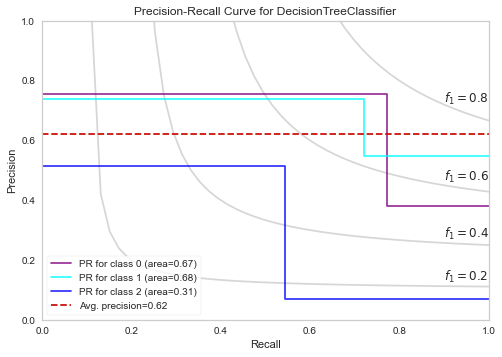 Precision-Recall Curve for DecisionTreeClassifier
1.0
0.8
0.6
0.4
0.2
0.0
Precision
f1=0.8
f1=0.6
f1=0.4
f1=0.2
PR for class 0 (area=0.67)
PR for class 1 (area=0.68)
PR for class 2 (area=0.31)
Avg. precision=0.62
0.0 0.2 0.4 0.6 0.8 1.0
Recall